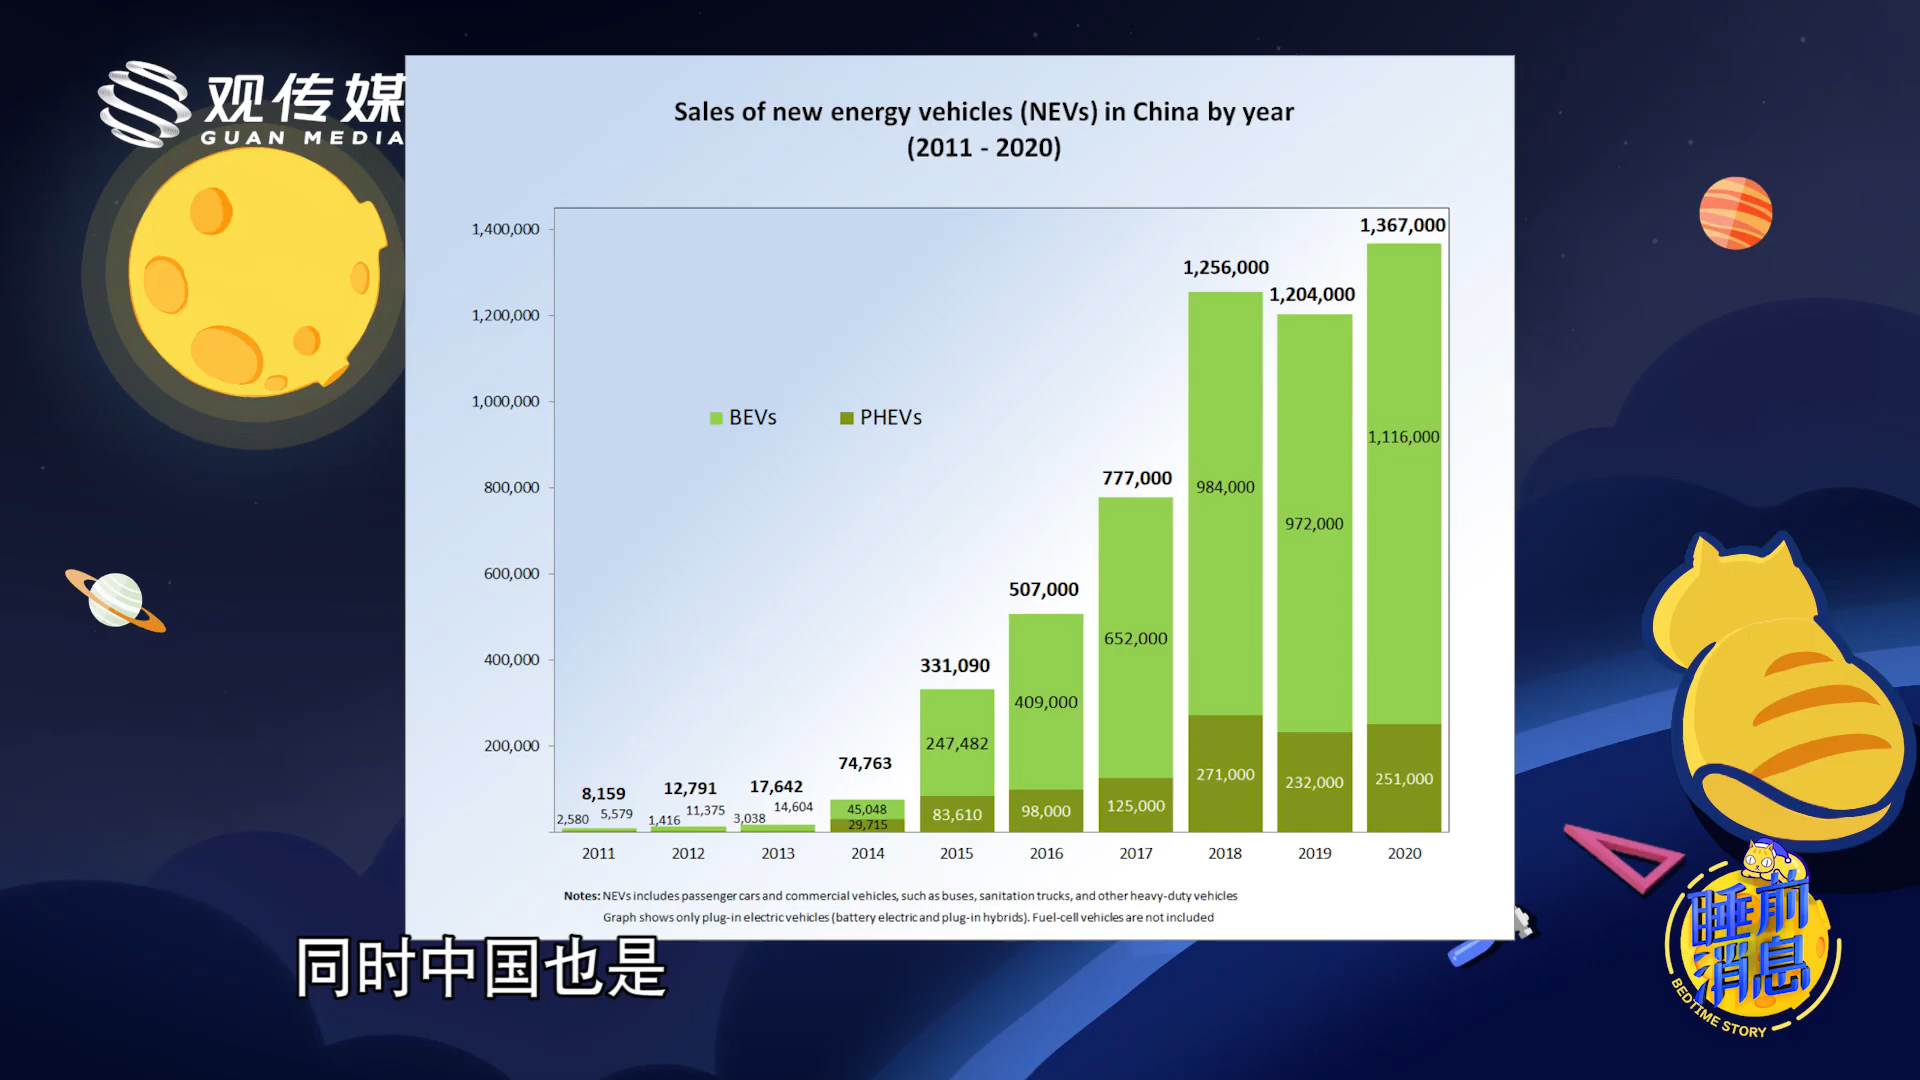 观传媒
GUAN MEDIA
Sales of new energy vehicles (NEVs) in China by year
(2011 - 2020)
1,400,000
1,200,000
1,000,000
800,000
600,000
400,000
200,000
BEVs
PHEVs
8,159
2,580
5,579
12,791
1,416
11,375
17,642
3,038
14,604
74,763
45,048
29,715
331,090
247,482
83,610
507,000
409,000
98,000
777,000
652,000
125,000
1,256,000
984,000
271,000
1,204,000
972,000
232,000
1,367,000
1,116,000
251,000
2011 2012 2013 2014 2015 2016 2017 2018 2019 2020
Notes: NEVs includes passenger cars and commercial vehicles, such as buses, sanitation trucks, and other heavy-duty vehicles
Graph shows only plug-in electric vehicles (battery electric and plug-in hybrids). Fuel-cell vehicles are not included
同时中国也是
睡前
消息
BEDTIME STORY